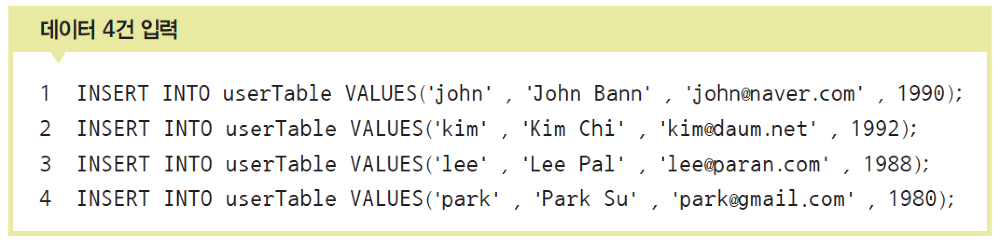 데이터 4건 입력
1 INSERT INTO userTable VALUES('john' , 'John Bann' , 'john@naver.com' , 1990);
2 INSERT INTO userTable VALUES('kim' , 'Kim Chi' , 'kim@daum.net' , 1992);
3 INSERT INTO userTable VALUES('lee' , 'Lee Pal' , 'lee@paran.com' , 1988);
4 INSERT INTO userTable VALUES('park' , 'Park Su' , 'park@gmail.com' , 1980);